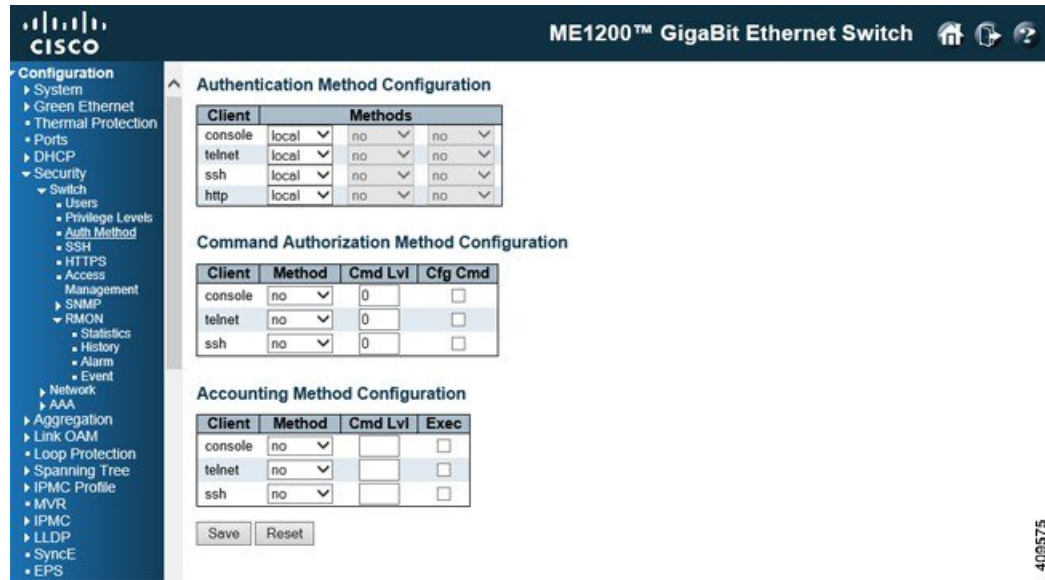 CISCO
ME1200™ GigaBit Ethernet Switch
Configuration
System
Green Ethernet
Thermal Protection
Ports
DHCP
Security
Switch
Users
Privilege Levels
Auth Method
SSH
HTTPS
Access
Management
SNMP
RMON
Statistics
History
Alarm
Event
Network
AAA
Aggregation
Link OAM
Loop Protection
Spanning Tree
IPMC Profile
MVR
IPMC
LLDP
SyncE
EPS
Authentication Method Configuration
Client Methods
console local no no
telnet local no no
ssh local no no
http local no no
Command Authorization Method Configuration
Client Method Cmd Lvl Cfg Cmd
console no 0
telnet no 0
ssh no 0
Accounting Method Configuration
Client Method Cmd Lvl Exec
console no
telnet no
ssh no
Save Reset
409575